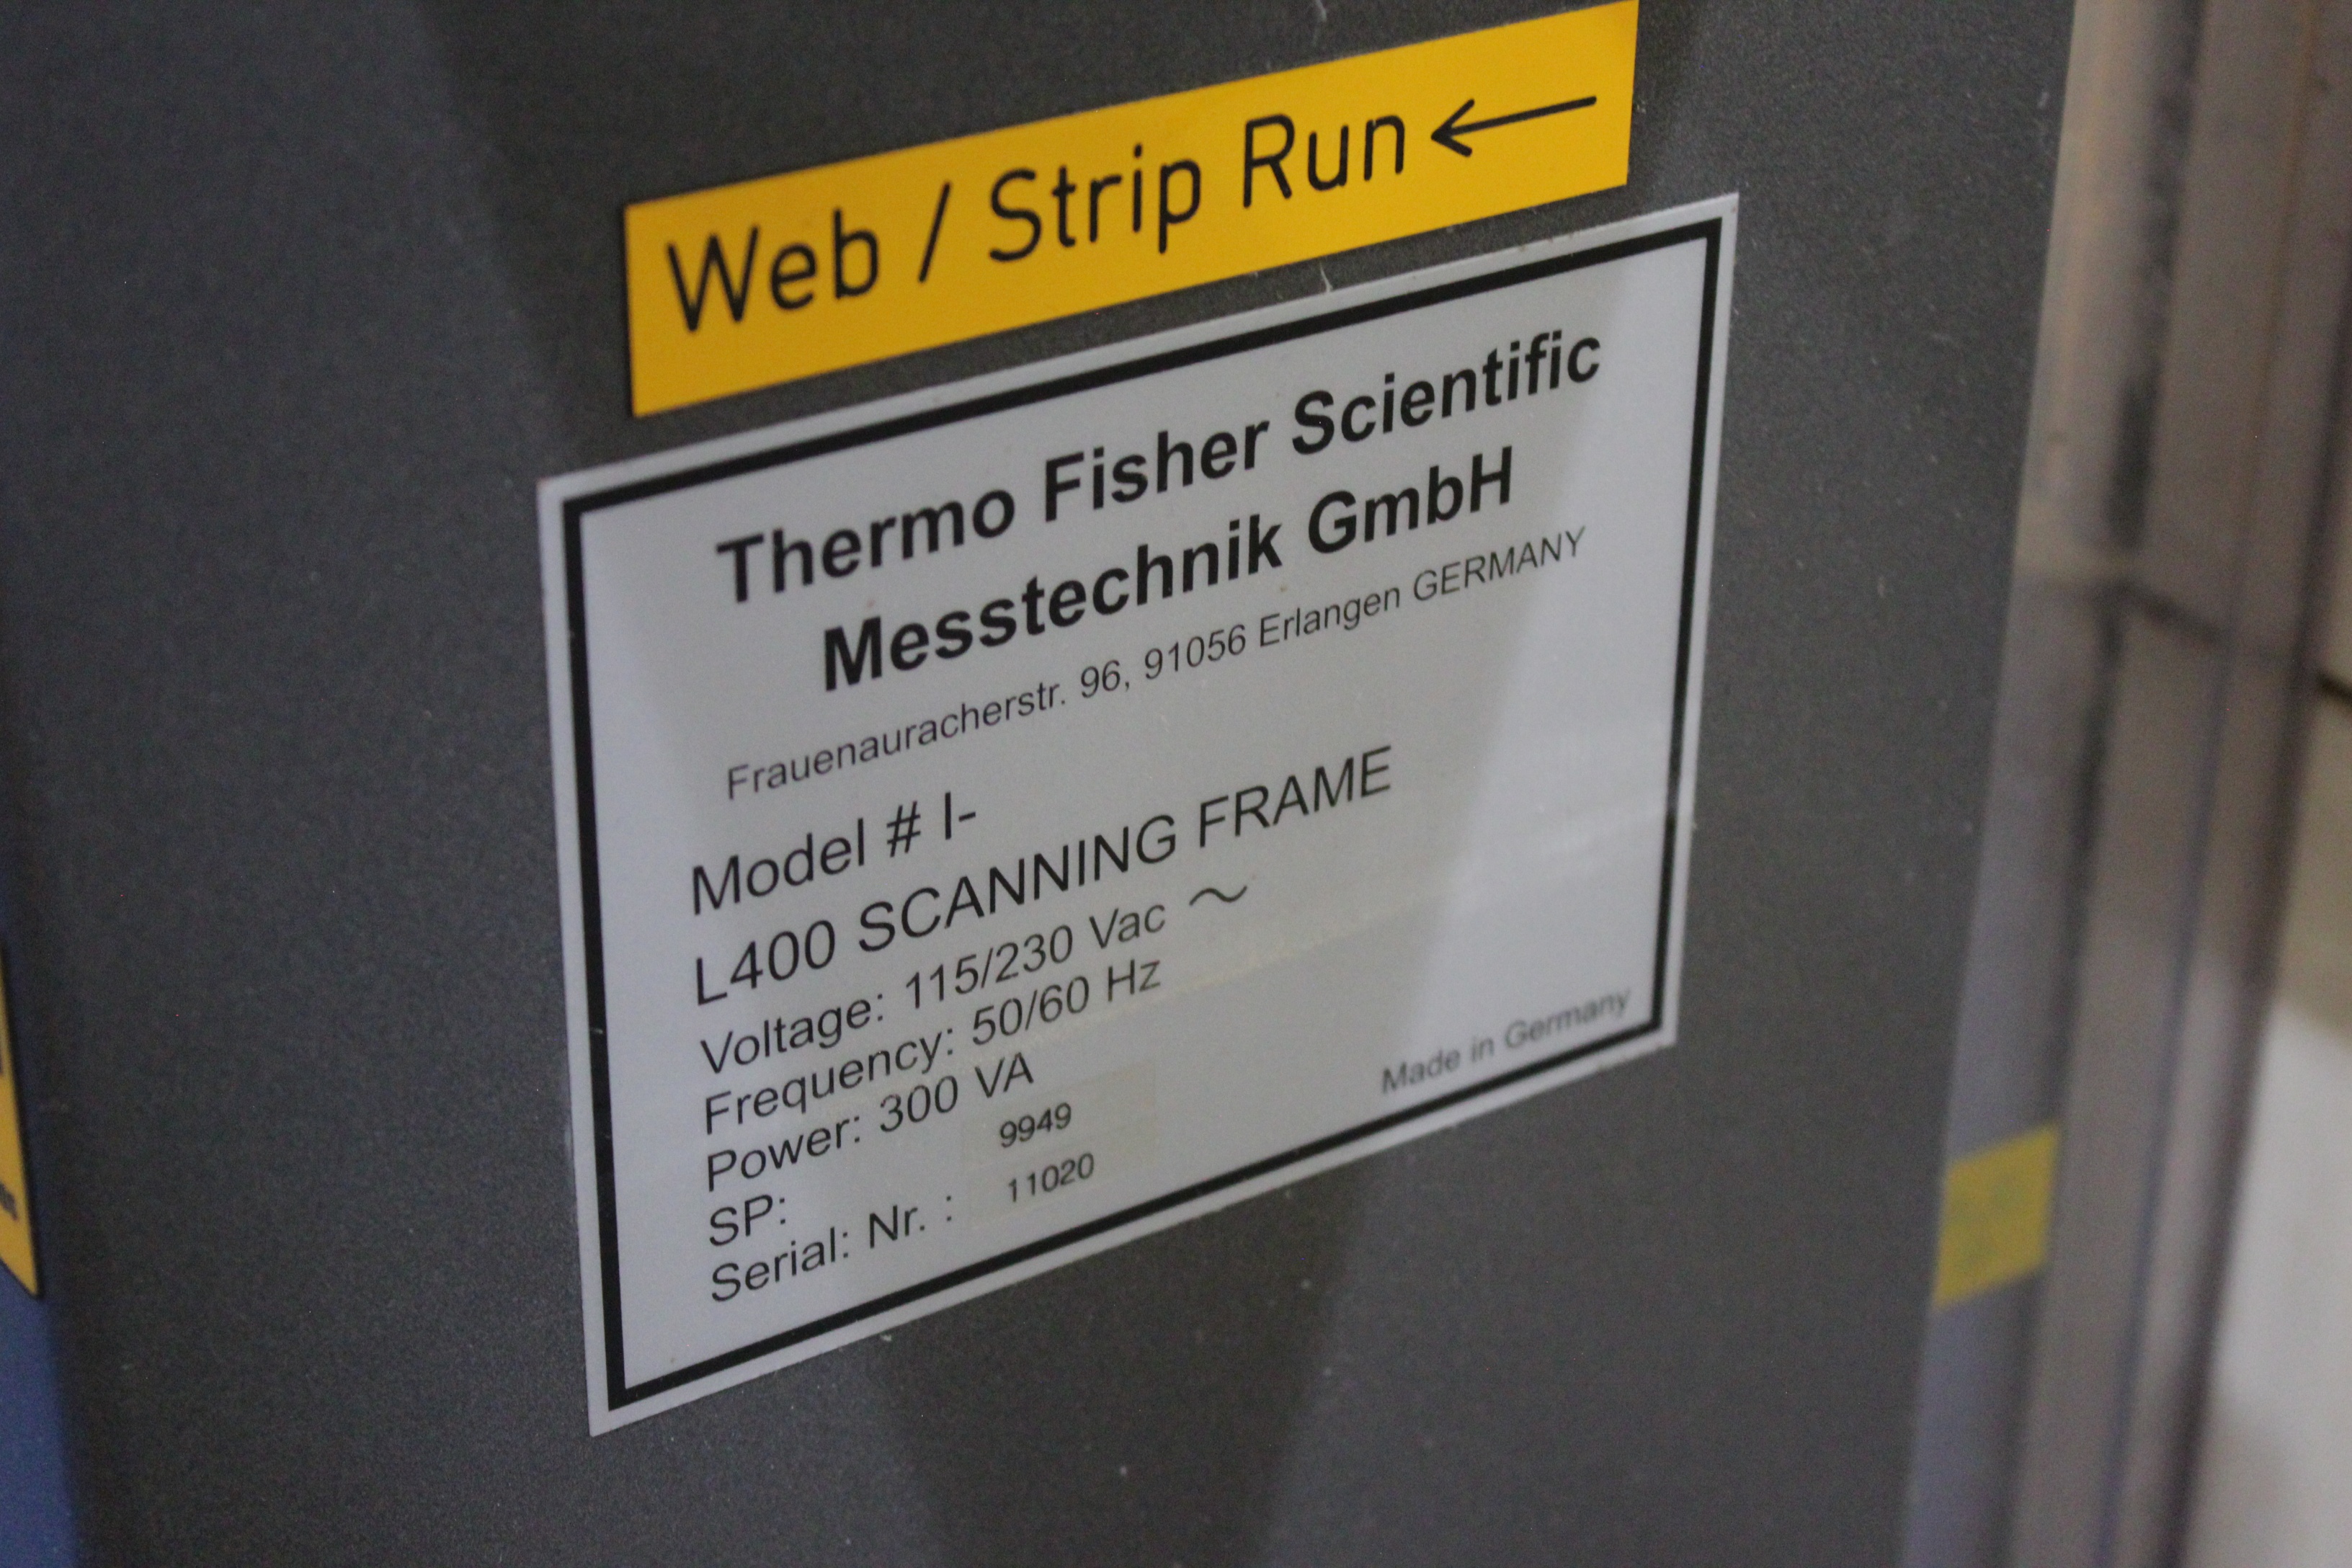 Web / Strip Run ←
Thermo Fisher Scientific
Messtechnik GmbH
Frauenauracherstr. 96, 91056 Erlangen GERMANY
Model # I-
L400 SCANNING FRAME
Voltage: 115/230 Vac ~
Frequency: 50/60 Hz
Power: 300 VA
SP: 9949
Serial: Nr. : 11020
Made in Germany